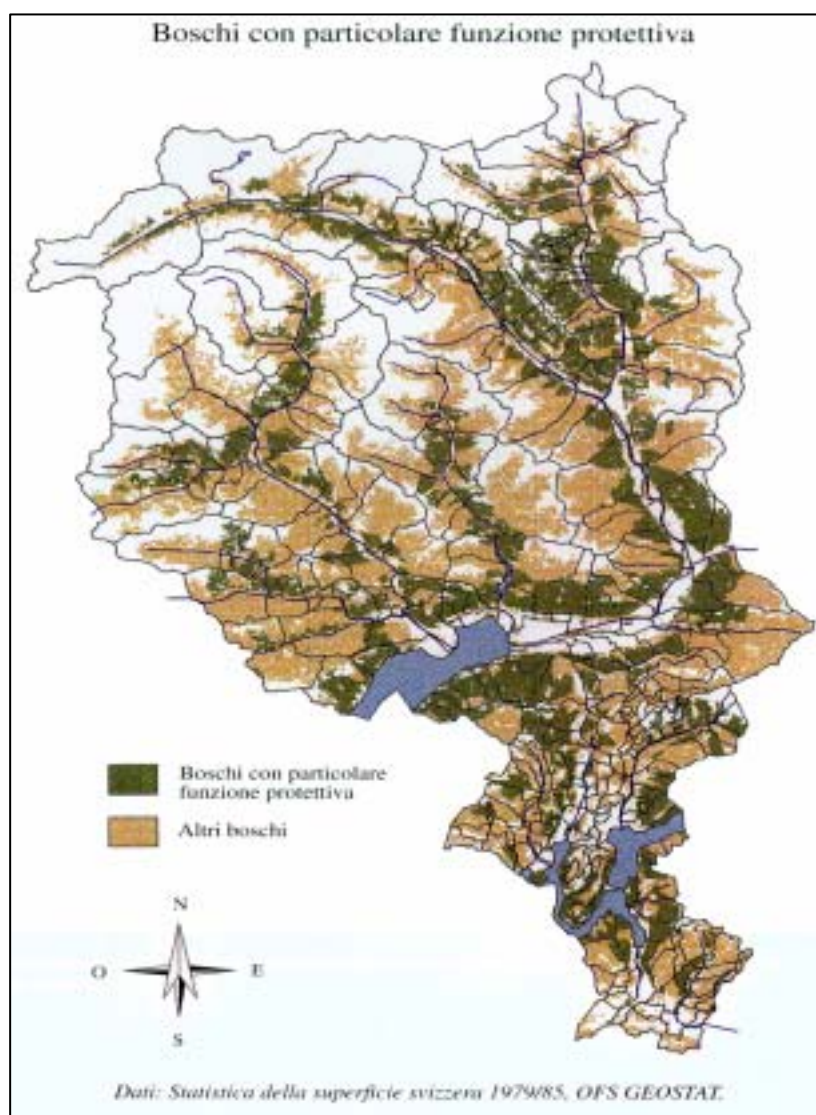 Boschi con particolare funzione protettiva
Boschi con particolare
funzione protettiva
Altri boschi
N
O
E
S
Dati: Statistica della superficie svizzera 1979/85, OFS GEOSTAT.